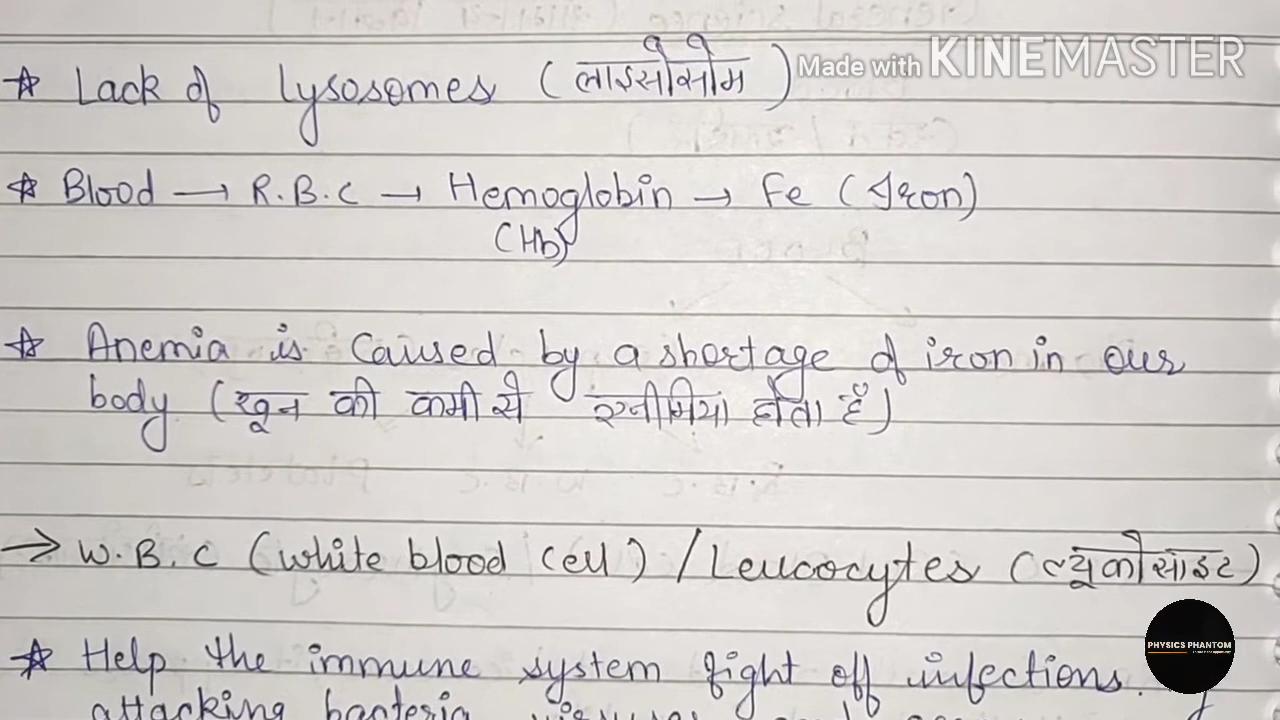 ☆ Lack of lysosomes (लाइसोसोम)
Made with KINEMASTER
☆ Blood → R.B.C → Hemoglobin → Fe (Iron)
(Hb)
☆ Anemia is Caused by a shortage of iron in our
body (खून की कमी से एनीमिया होता है)
→ W.B.C (White blood Cell) / Leucocytes (ल्यूकोसाइट)
PHYSICS PHANTOM
☆ Help the immune system fight off infections.
attacking bacteria